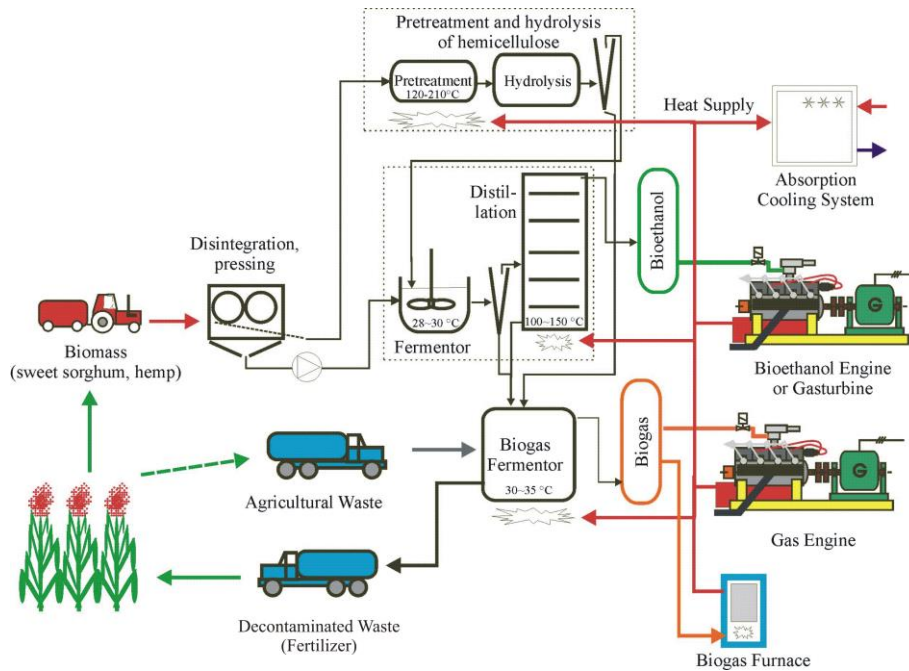 Pretreatment and hydrolysis
of hemicellulose
Pretreatment
120-210°C
Hydrolysis
Heat Supply
Absorption
Cooling System
Distil-
lation
Bioethanol
Disintegration,
pressing
28~30 °C
100~150 °C
Fermentor
G
Bioethanol Engine
or Gasturbine
Biomass
(sweet sorghum, hemp)
Biogas
Fermentor
30~35 °C
Biogas
G
Gas Engine
Agricultural Waste
Decontaminated Waste
(Fertilizer)
Biogas Furnace